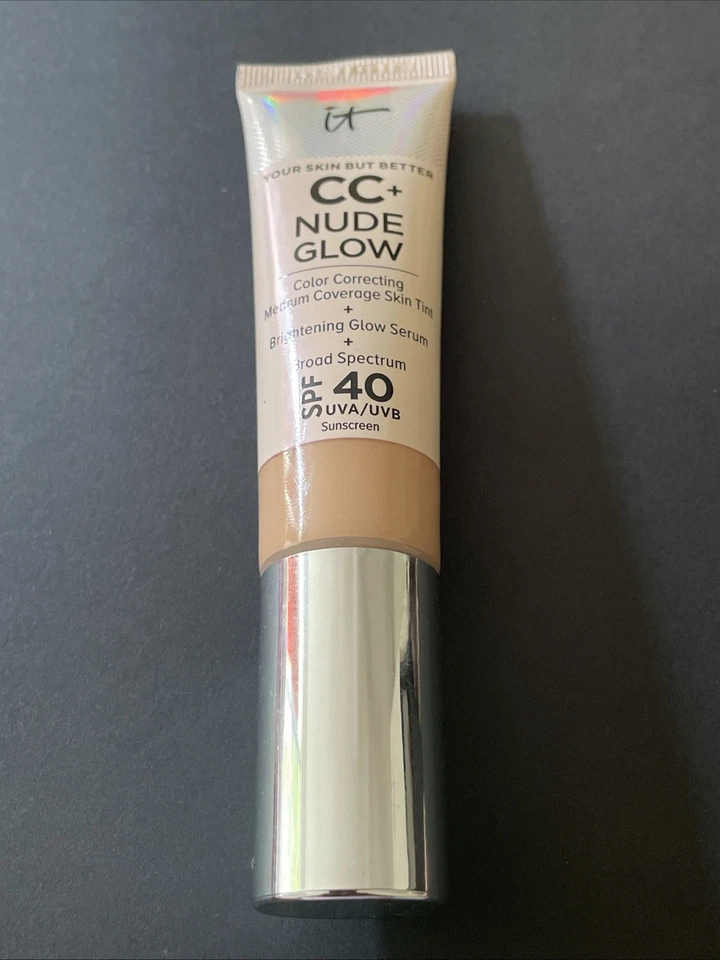 it
YOUR SKIN BUT BETTER
CC+
NUDE
GLOW
Color Correcting
Medium Coverage Skin Tint
+
Brightening Glow Serum
+
Broad Spectrum
SPF 40
UVA/UVB
Sunscreen